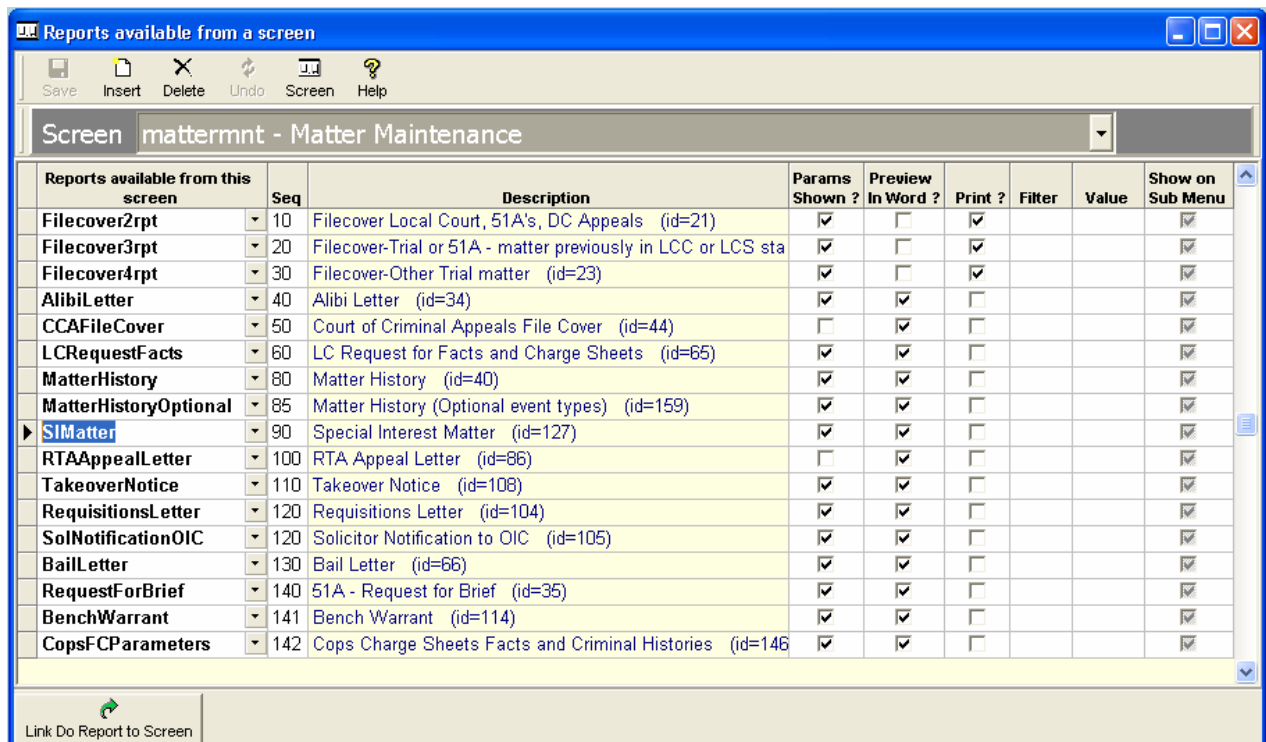 Reports available from a screen
Save Insert Delete Undo Screen Help
Screen mattermnt - Matter Maintenance
Reports available from this screen Seq Description Params Shown ? Preview In Word ? Print ? Filter Value Show on Sub Menu
Filecover2rpt 10 Filecover Local Court, 51A's, DC Appeals (id=21)
Filecover3rpt 20 Filecover-Trial or 51A - matter previously in LCC or LCS sta
Filecover4rpt 30 Filecover-Other Trial matter (id=23)
AlibiLetter 40 Alibi Letter (id=34)
CCAFileCover 50 Court of Criminal Appeals File Cover (id=44)
LCRequestFacts 60 LC Request for Facts and Charge Sheets (id=65)
MatterHistory 80 Matter History (id=40)
MatterHistoryOptional 85 Matter History (Optional event types) (id=159)
SIMatter 90 Special Interest Matter (id=127)
RTAAppealLetter 100 RTA Appeal Letter (id=86)
TakeoverNotice 110 Takeover Notice (id=108)
RequisitionsLetter 120 Requisitions Letter (id=104)
SolNotificationOIC 120 Solicitor Notification to OIC (id=105)
BailLetter 130 Bail Letter (id=66)
RequestForBrief 140 51A - Request for Brief (id=35)
BenchWarrant 141 Bench Warrant (id=114)
CopsFCParameters 142 Cops Charge Sheets Facts and Criminal Histories (id=146
Link Do Report to Screen